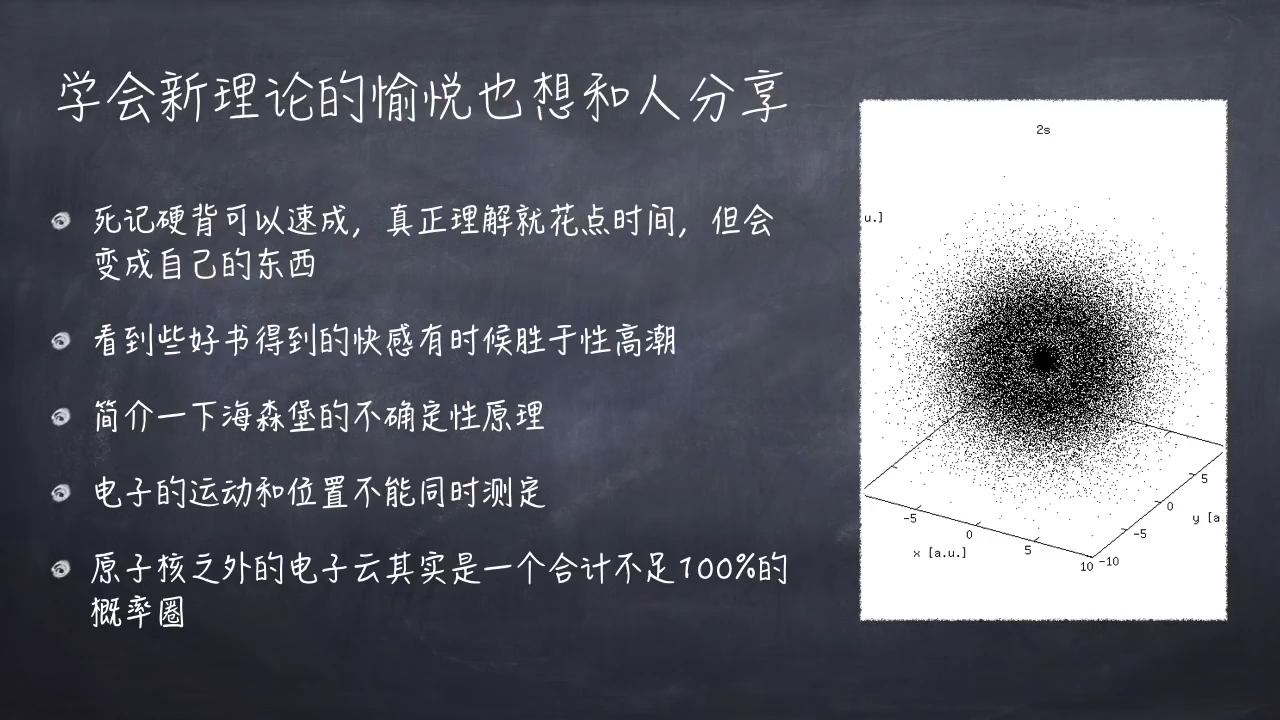 学会新理论的愉悦也想和人分享
死记硬背可以速成，真正理解就花点时间，但会
变成自己的东西
看到些好书得到的快感有时候胜于性高潮
简介一下海森堡的不确定性原理
电子的运动和位置不能同时测定
原子核之外的电子云其实是一个合计不足100%的
概率圈
2s
u.]
-5
0
5
10
x [a.u.]
-10
-5
0
5
y [a